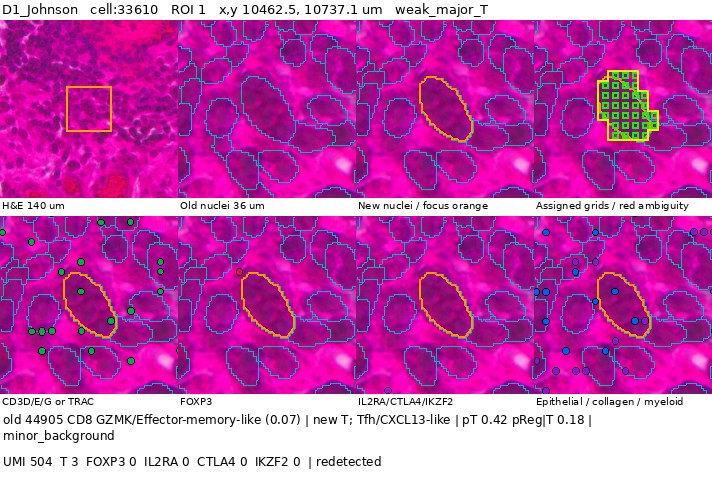 D1_Johnson   cell:33610   ROI 1   x,y 10462.5, 10737.1 um   weak_major_T
H&E 140 um
Old nuclei 36 um
New nuclei / focus orange
Assigned grids / red ambiguity
CD3D/E/G or TRAC
FOXP3
IL2RA/CTLA4/IKZF2
Epithelial / collagen / myeloid
old 44905 CD8 GZMK/Effector-memory-like (0.07) | new T; Tfh/CXCL13-like | pT 0.42 pReg|T 0.18 |
minor_background
UMI 504  T 3  FOXP3 0  IL2RA 0  CTLA4 0  IKZF2 0  | redetected